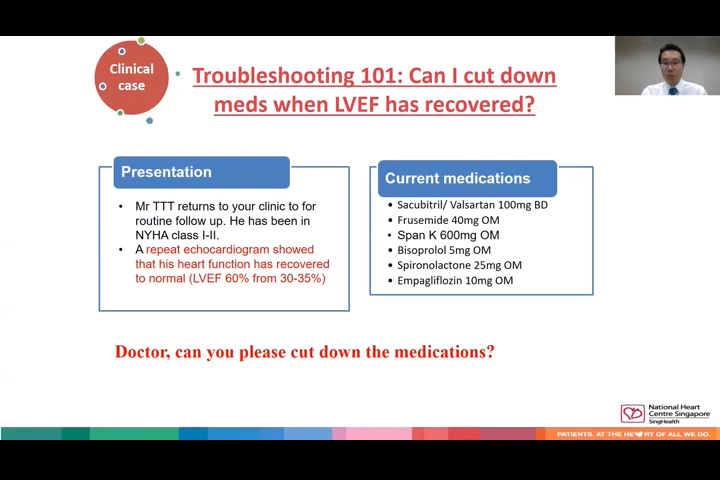 Clinical
case
Troubleshooting 101: Can I cut down
meds when LVEF has recovered?
Presentation
• Mr TTT returns to your clinic to for
routine follow up. He has been in
NYHA class I-II.
• A repeat echocardiogram showed
that his heart function has recovered
to normal (LVEF 60% from 30-35%)
Current medications
• Sacubitril/ Valsartan 100mg BD
• Frusemide 40mg OM
• Span K 600mg OM
• Bisoprolol 5mg OM
• Spironolactone 25mg OM
• Empagliflozin 10mg OM
Doctor, can you please cut down the medications?
National Heart
Centre Singapore
SingHealth
PATIENTS. AT THE HE RT OF ALL WE DO.